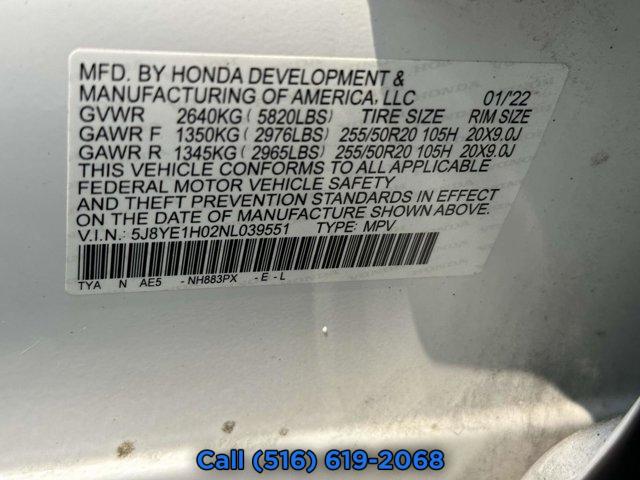 MFD. BY HONDA DEVELOPMENT &
MANUFACTURING OF AMERICA, LLC 01/'22
GVWR 2640KG ( 5820LBS) TIRE SIZE RIM SIZE
GAWR F 1350KG ( 2976LBS) 255/50R20 105H 20X9.0J
GAWR R 1345KG ( 2965LBS) 255/50R20 105H 20X9.0J
THIS VEHICLE CONFORMS TO ALL APPLICABLE
FEDERAL MOTOR VEHICLE SAFETY
AND THEFT PREVENTION STANDARDS IN EFFECT
ON THE DATE OF MANUFACTURE SHOWN ABOVE.
V.I.N.: 5J8YE1H02NL039551 TYPE: MPV
TYA N AE5 - NH883PX - E - L
Call (516) 619-2068